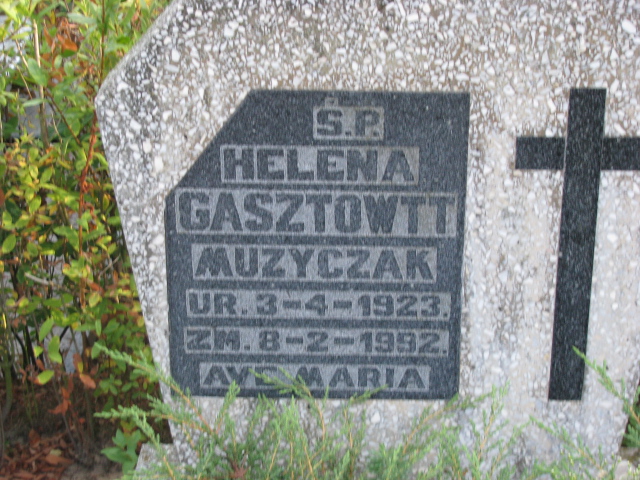 Ś.P.
HELENA
GASZTOWTT
MUZYCZAK
UR. 3-4-1923.
ZM. 8-2-1992.
AVE MARIA